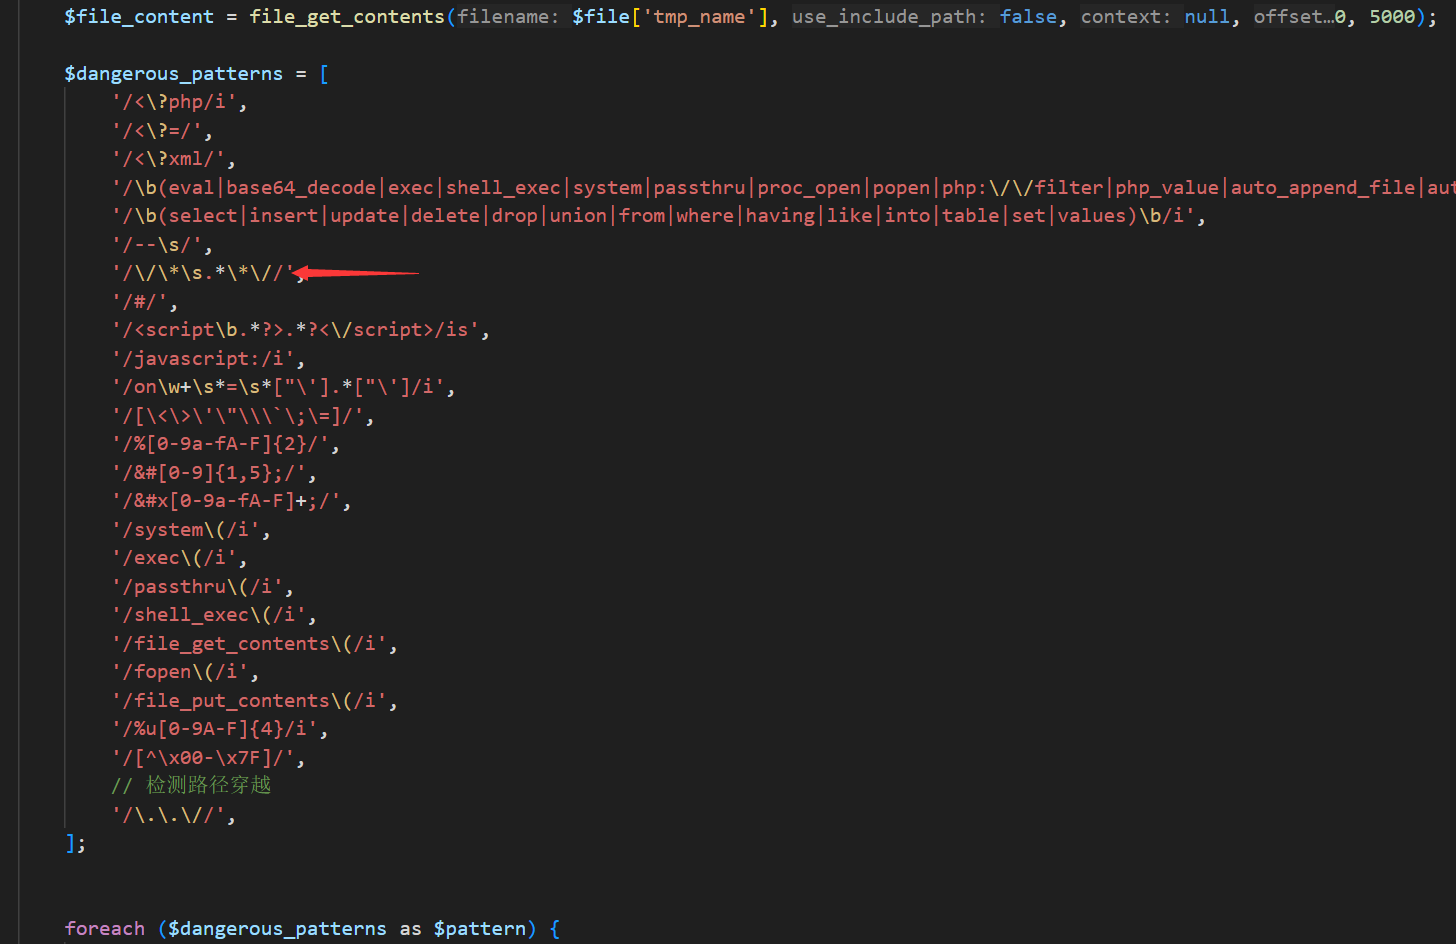 $file_content = file_get_contents(filename: $file['tmp_name'], use_include_path: false, context: null, offset…0, 5000);
$dangerous_patterns = [
'/<\?php/i',
'/<\?=/',
'/<\?xml/',
'/\b(eval|base64_decode|exec|shell_exec|system|passthru|proc_open|popen|php:\/\/filter|php_value|auto_append_file|aut
'/\b(select|insert|update|delete|drop|union|from|where|having|like|into|table|set|values)\b/i',
'/--\s/',
'/\/\*\s.*\*\//',
'/#/',
'/<script\b.*?>.*?<\/script>/is',
'/javascript:/i',
'/on\w+\s*=\s*["\'].*["\']/i',
'/[\<\>\'\"\\\`\;\=]/',
'/%[0-9a-fA-F]{2}/',
'/&#[0-9]{1,5};/',
'/&#x[0-9a-fA-F]+;/',
'/system\(/i',
'/exec\(/i',
'/passthru\(/i',
'/shell_exec\(/i',
'/file_get_contents\(/i',
'/fopen\(/i',
'/file_put_contents\(/i',
'/%u[0-9A-F]{4}/i',
'/[^\x00-\x7F]/',
// 检测路径穿越
'/\.\.\//',
];
foreach ($dangerous_patterns as $pattern) {